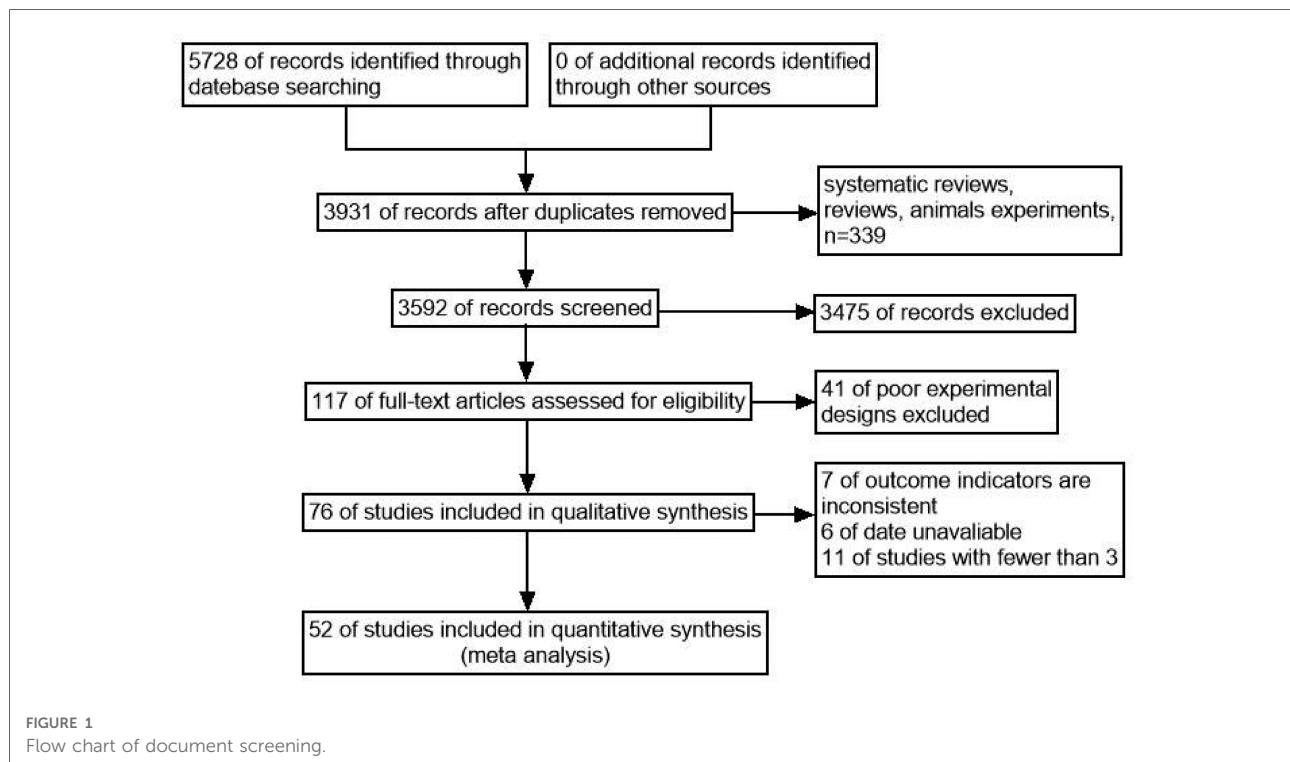 5728 of records identified through
datebase searching
0 of additional records identified
through other sources
3931 of records after duplicates removed
systematic reviews,
reviews, animals experiments,
n=339
3592 of records screened
3475 of records excluded
117 of full-text articles assessed for eligibility
41 of poor experimental
designs excluded
76 of studies included in qualitative synthesis
7 of outcome indicators are
inconsistent
6 of date unavaliable
11 of studies with fewer than 3
52 of studies included in quantitative synthesis
(meta analysis)
FIGURE 1
Flow chart of document screening.